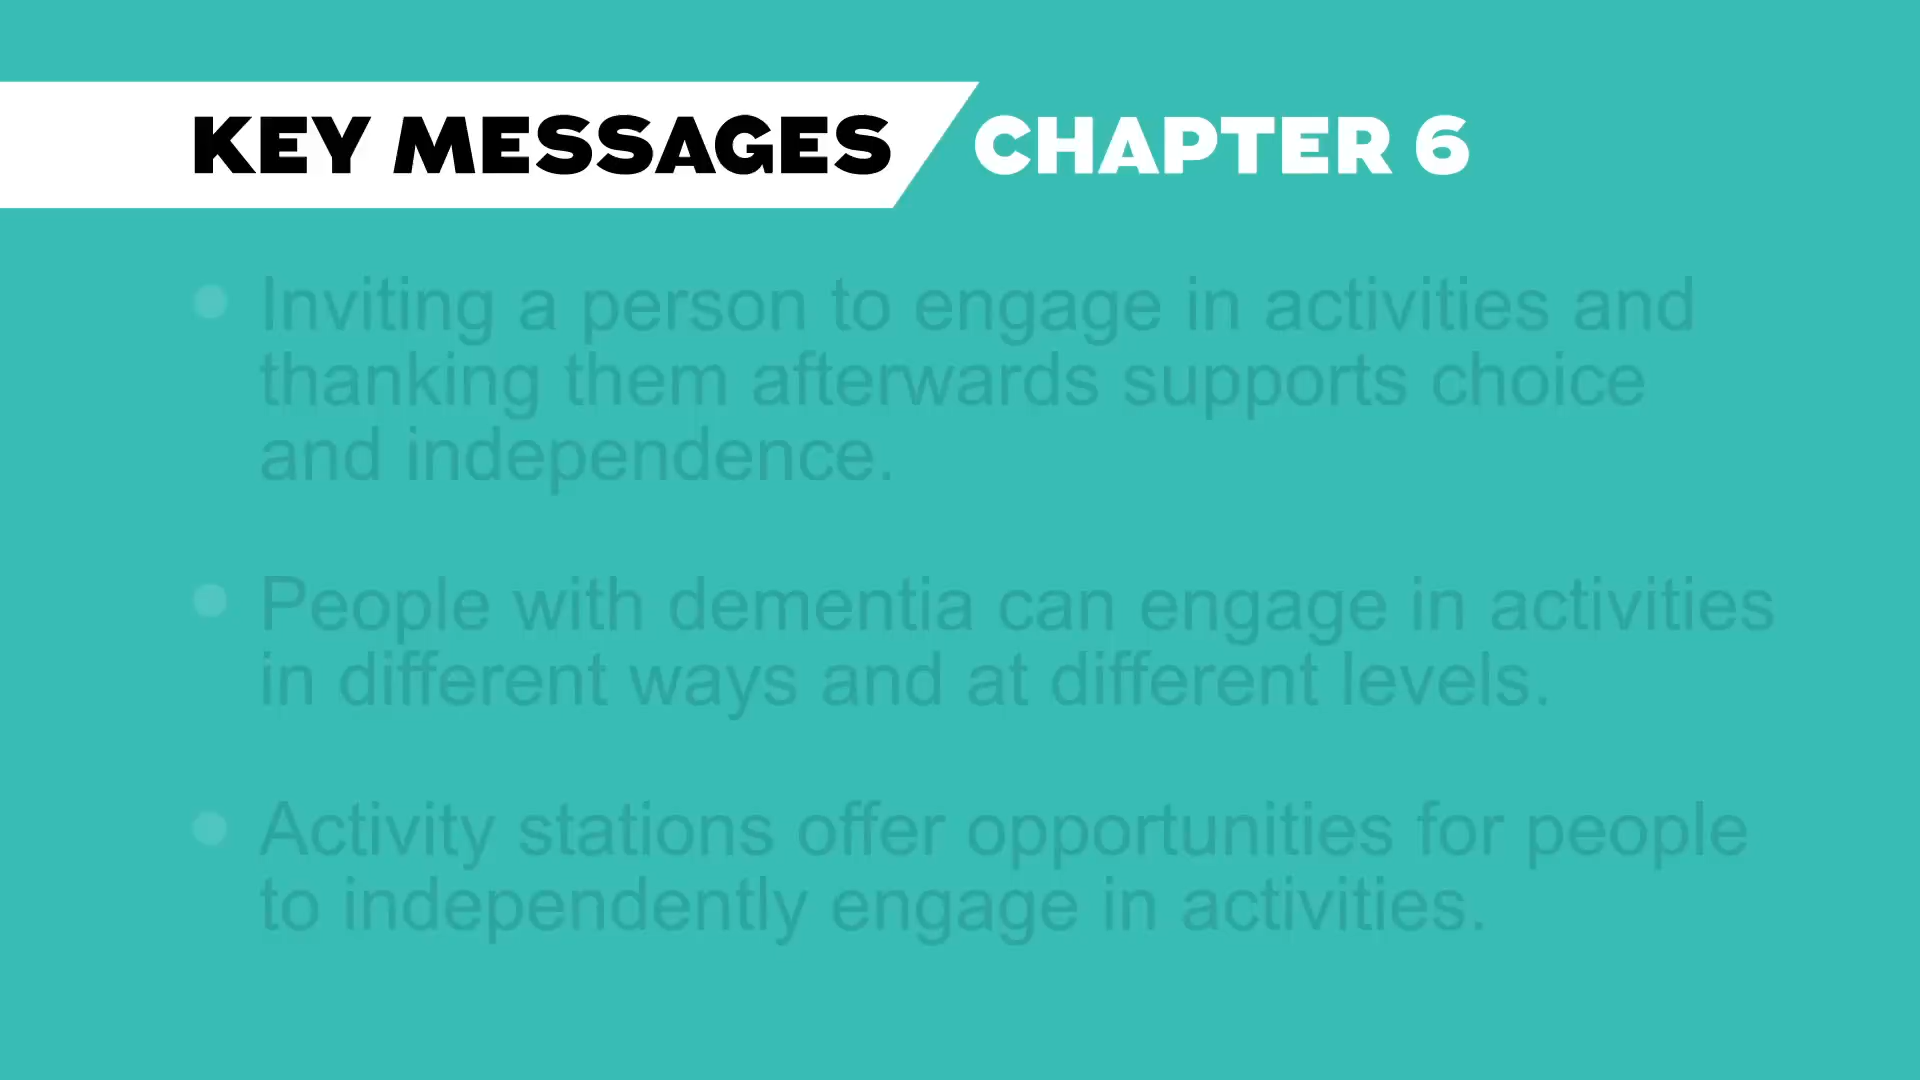 KEY MESSAGES CHAPTER 6
• Inviting a person to engage in activities and
thanking them afterwards supports choice
and independence.
• People with dementia can engage in activities
in different ways and at different levels.
• Activity stations offer opportunities for people
to independently engage in activities.